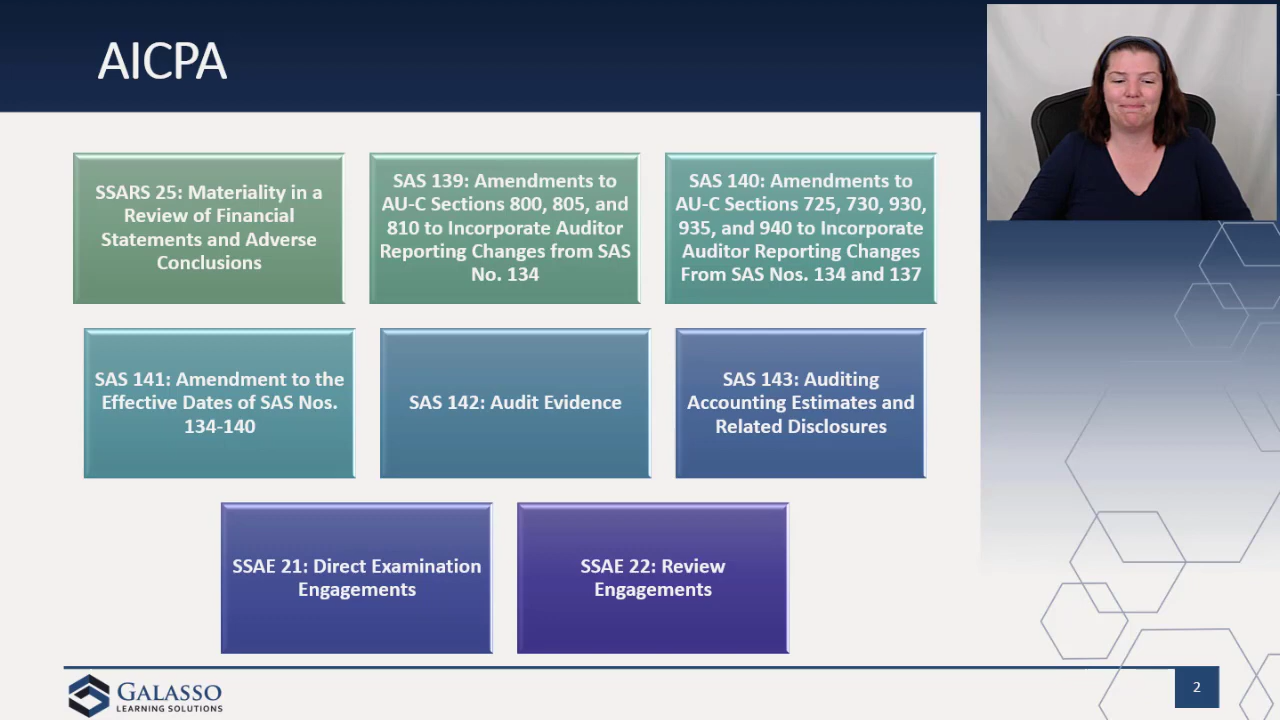 AICPA
SSARS 25: Materiality in a
Review of Financial
Statements and Adverse
Conclusions
SAS 139: Amendments to
AU-C Sections 800, 805, and
810 to Incorporate Auditor
Reporting Changes from SAS
No. 134
SAS 140: Amendments to
AU-C Sections 725, 730, 930,
935, and 940 to Incorporate
Auditor Reporting Changes
From SAS Nos. 134 and 137
SAS 141: Amendment to the
Effective Dates of SAS Nos.
134-140
SAS 142: Audit Evidence
SAS 143: Auditing
Accounting Estimates and
Related Disclosures
SSAE 21: Direct Examination
Engagements
SSAE 22: Review
Engagements
GALASSO
LEARNING SOLUTIONS
2